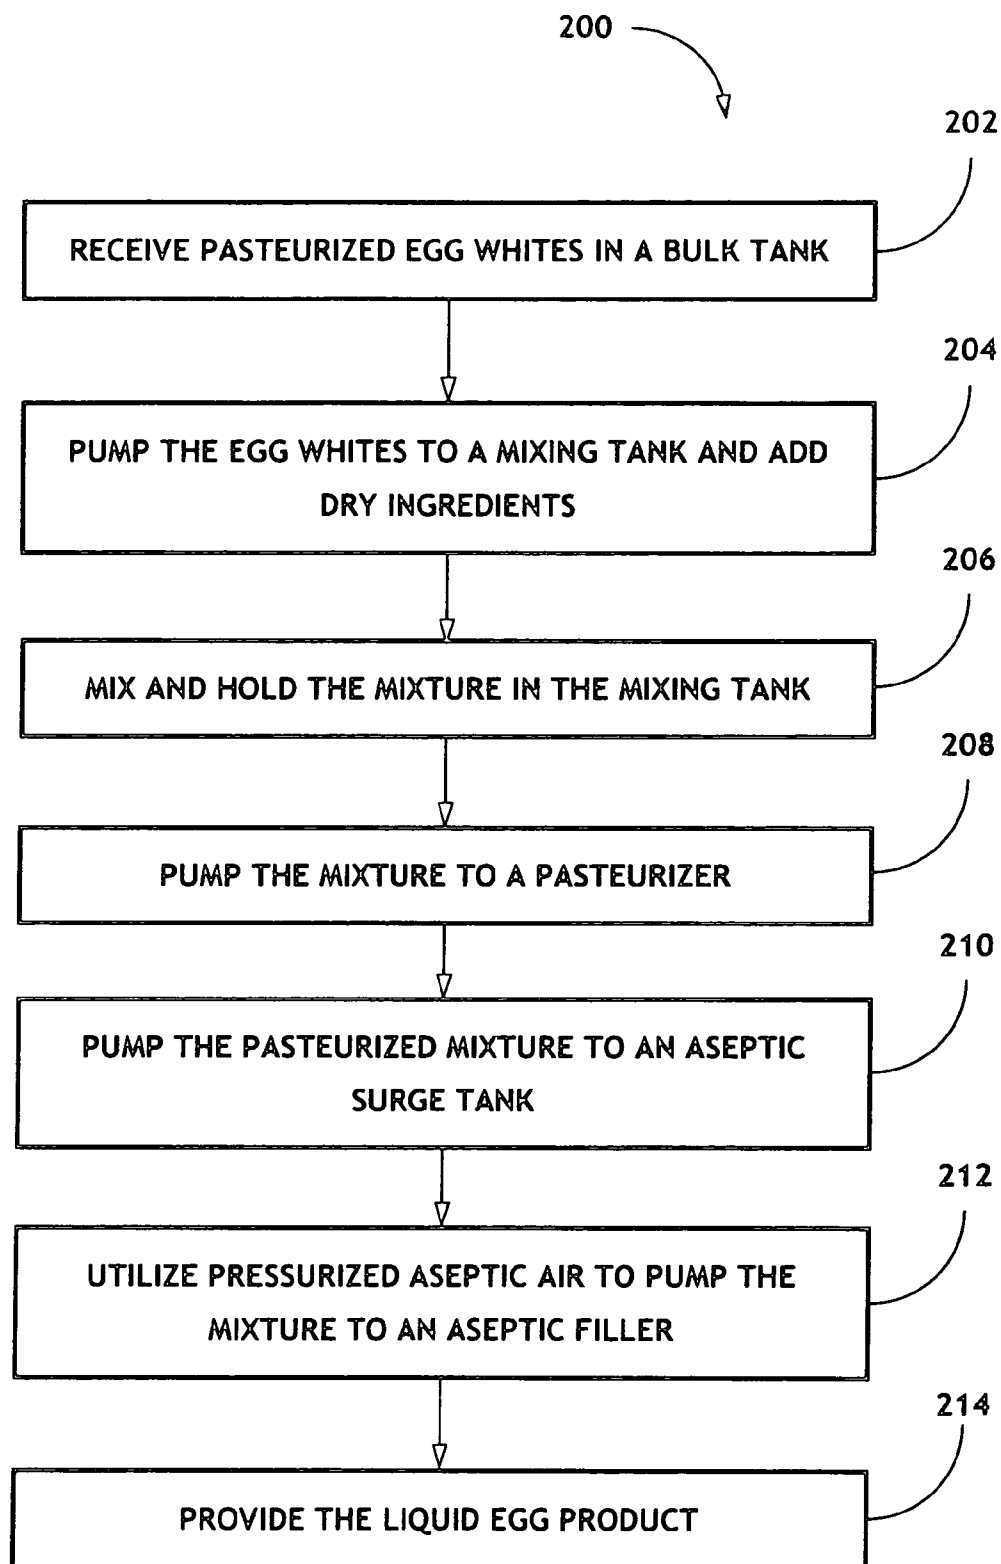 200
202
RECEIVE PASTEURIZED EGG WHITES IN A BULK TANK
204
PUMP THE EGG WHITES TO A MIXING TANK AND ADD
DRY INGREDIENTS
206
MIX AND HOLD THE MIXTURE IN THE MIXING TANK
208
PUMP THE MIXTURE TO A PASTEURIZER
210
PUMP THE PASTEURIZED MIXTURE TO AN ASEPTIC
SURGE TANK
212
UTILIZE PRESSURIZED ASEPTIC AIR TO PUMP THE
MIXTURE TO AN ASEPTIC FILLER
214
PROVIDE THE LIQUID EGG PRODUCT